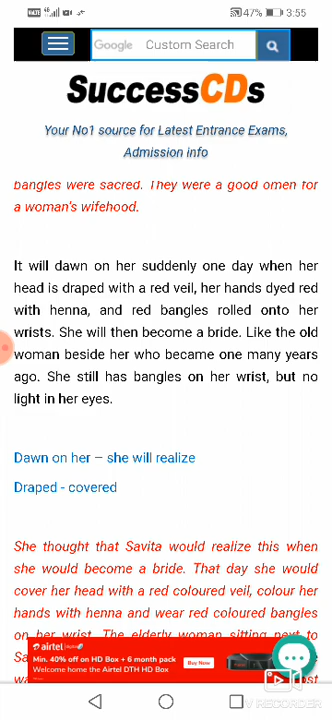 47% 3:55
Google Custom Search
SuccessCDs
Your No1 source for Latest Entrance Exams,
Admission info
bangles were sacred. They were a good omen for
a woman's wifehood.
It will dawn on her suddenly one day when her
head is draped with a red veil, her hands dyed red
with henna, and red bangles rolled onto her
wrists. She will then become a bride. Like the old
woman beside her who became one many years
ago. She still has bangles on her wrist, but no
light in her eyes.
Dawn on her – she will realize
Draped - covered
She thought that Savita would realize this when
she would become a bride. That day she would
cover her head with a red coloured veil, colour her
hands with henna and wear red coloured bangles
on her wrist. The elderly woman sitting next to
airtel
Min. 40% off on HD Box + 6 month pack
Welcome home the Airtel DTH HD Box
Buy Now
VRECORDER